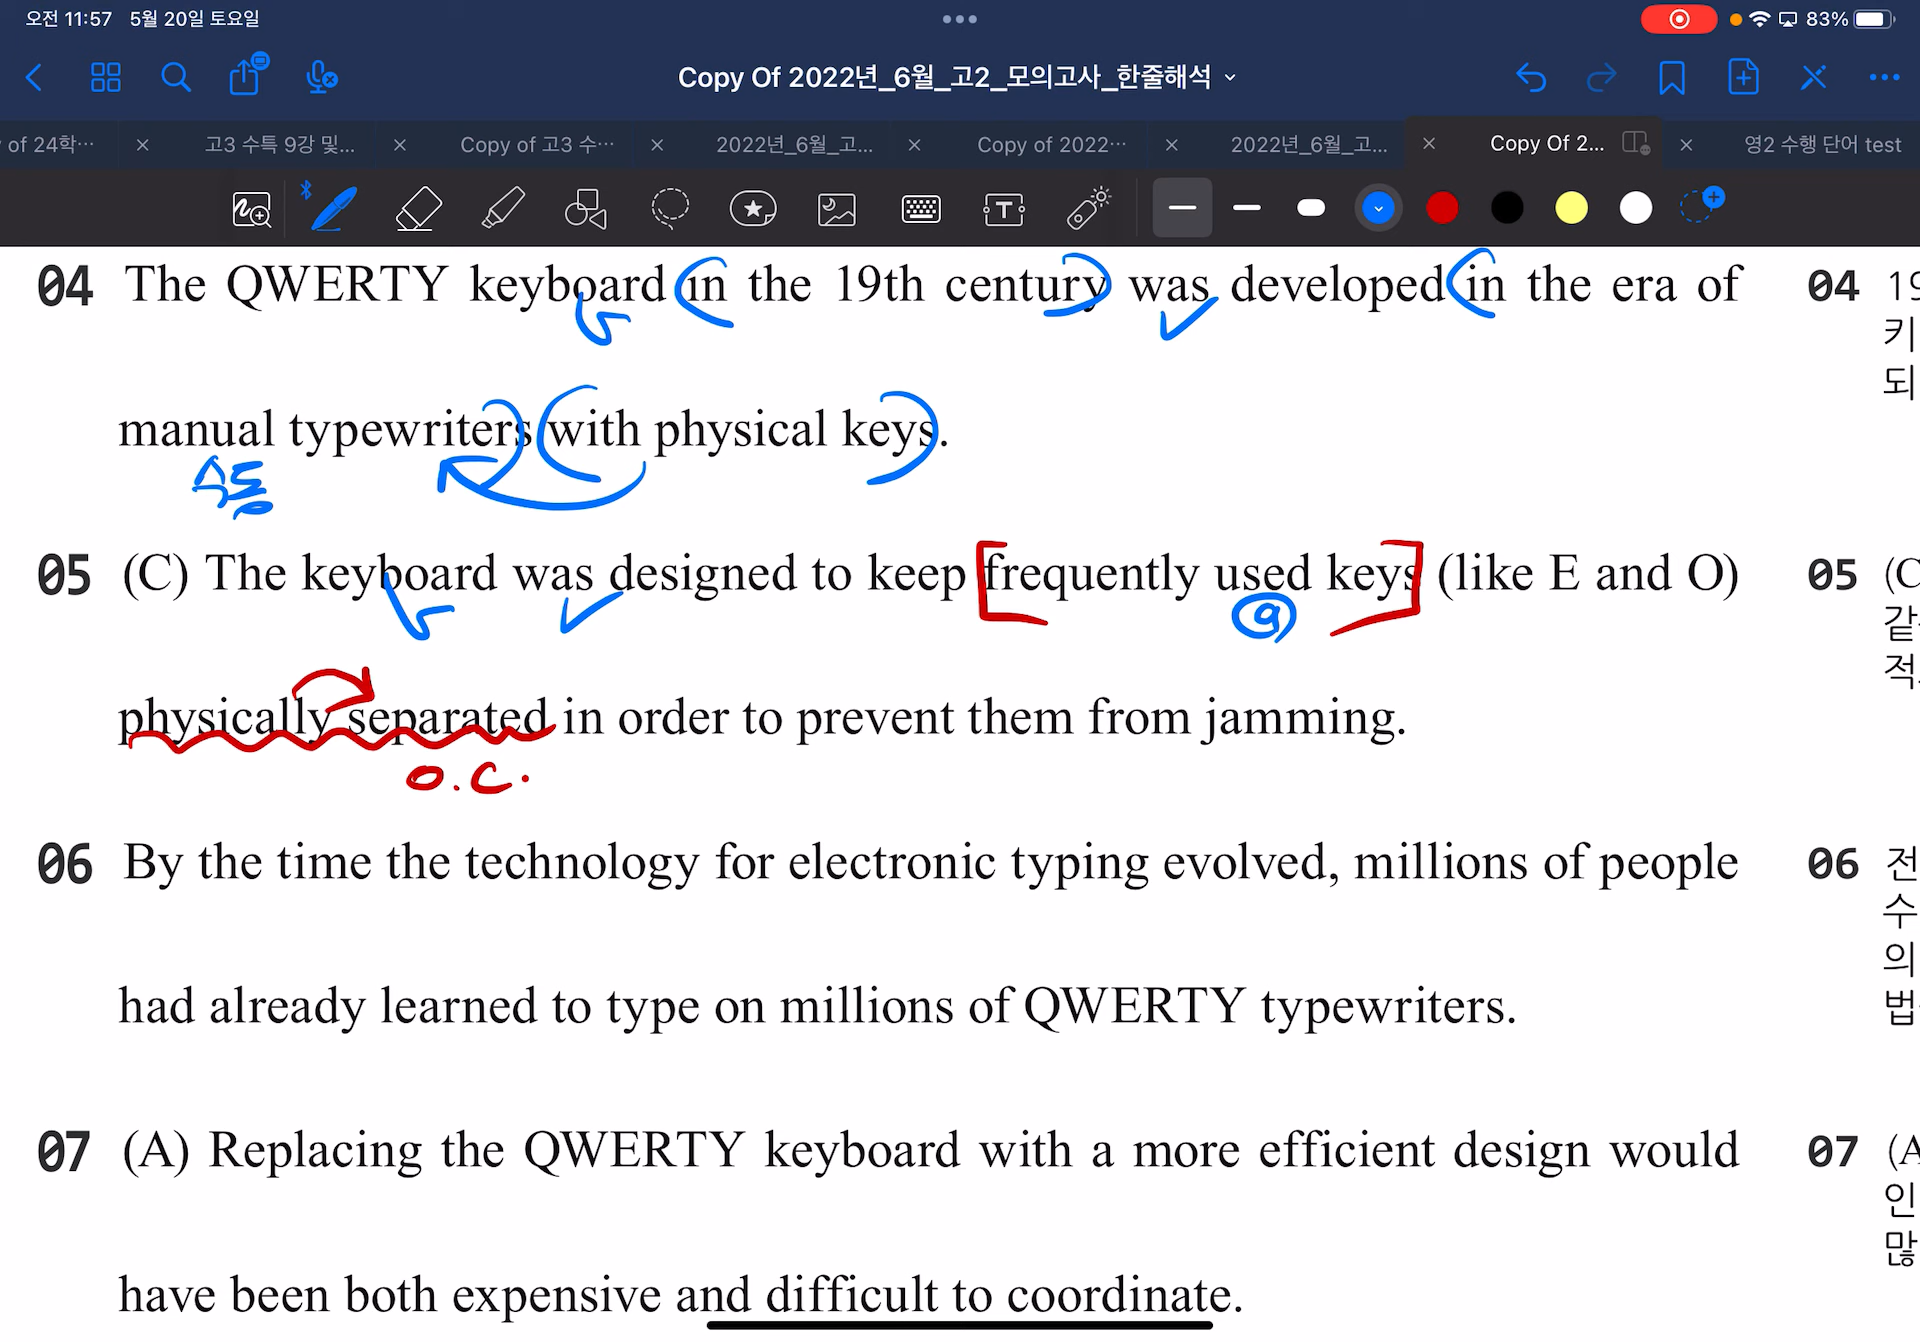 오전 11:57 5월 20일 토요일
83%
Copy Of 2022년_6월_고2_모의고사_한줄해석
of 24학···
고3 수특 9강 및...
Copy of 고3 수···
2022년_6월_고...
Copy of 2022···
2022년_6월_고...
Copy Of 2...
영2 수행 단어 test
04 The QWERTY keyboard in the 19th century was developed in the era of
manual typewriters with physical keys.
수동
05 (C) The keyboard was designed to keep frequently used keys (like E and O)
a
physically separated in order to prevent them from jamming.
O.C.
06 By the time the technology for electronic typing evolved, millions of people
had already learned to type on millions of QWERTY typewriters.
07 (A) Replacing the QWERTY keyboard with a more efficient design would
have been both expensive and difficult to coordinate.
04 19
키
되
05 (C
같
적
06 전
수
의
법
07 (A
인
많